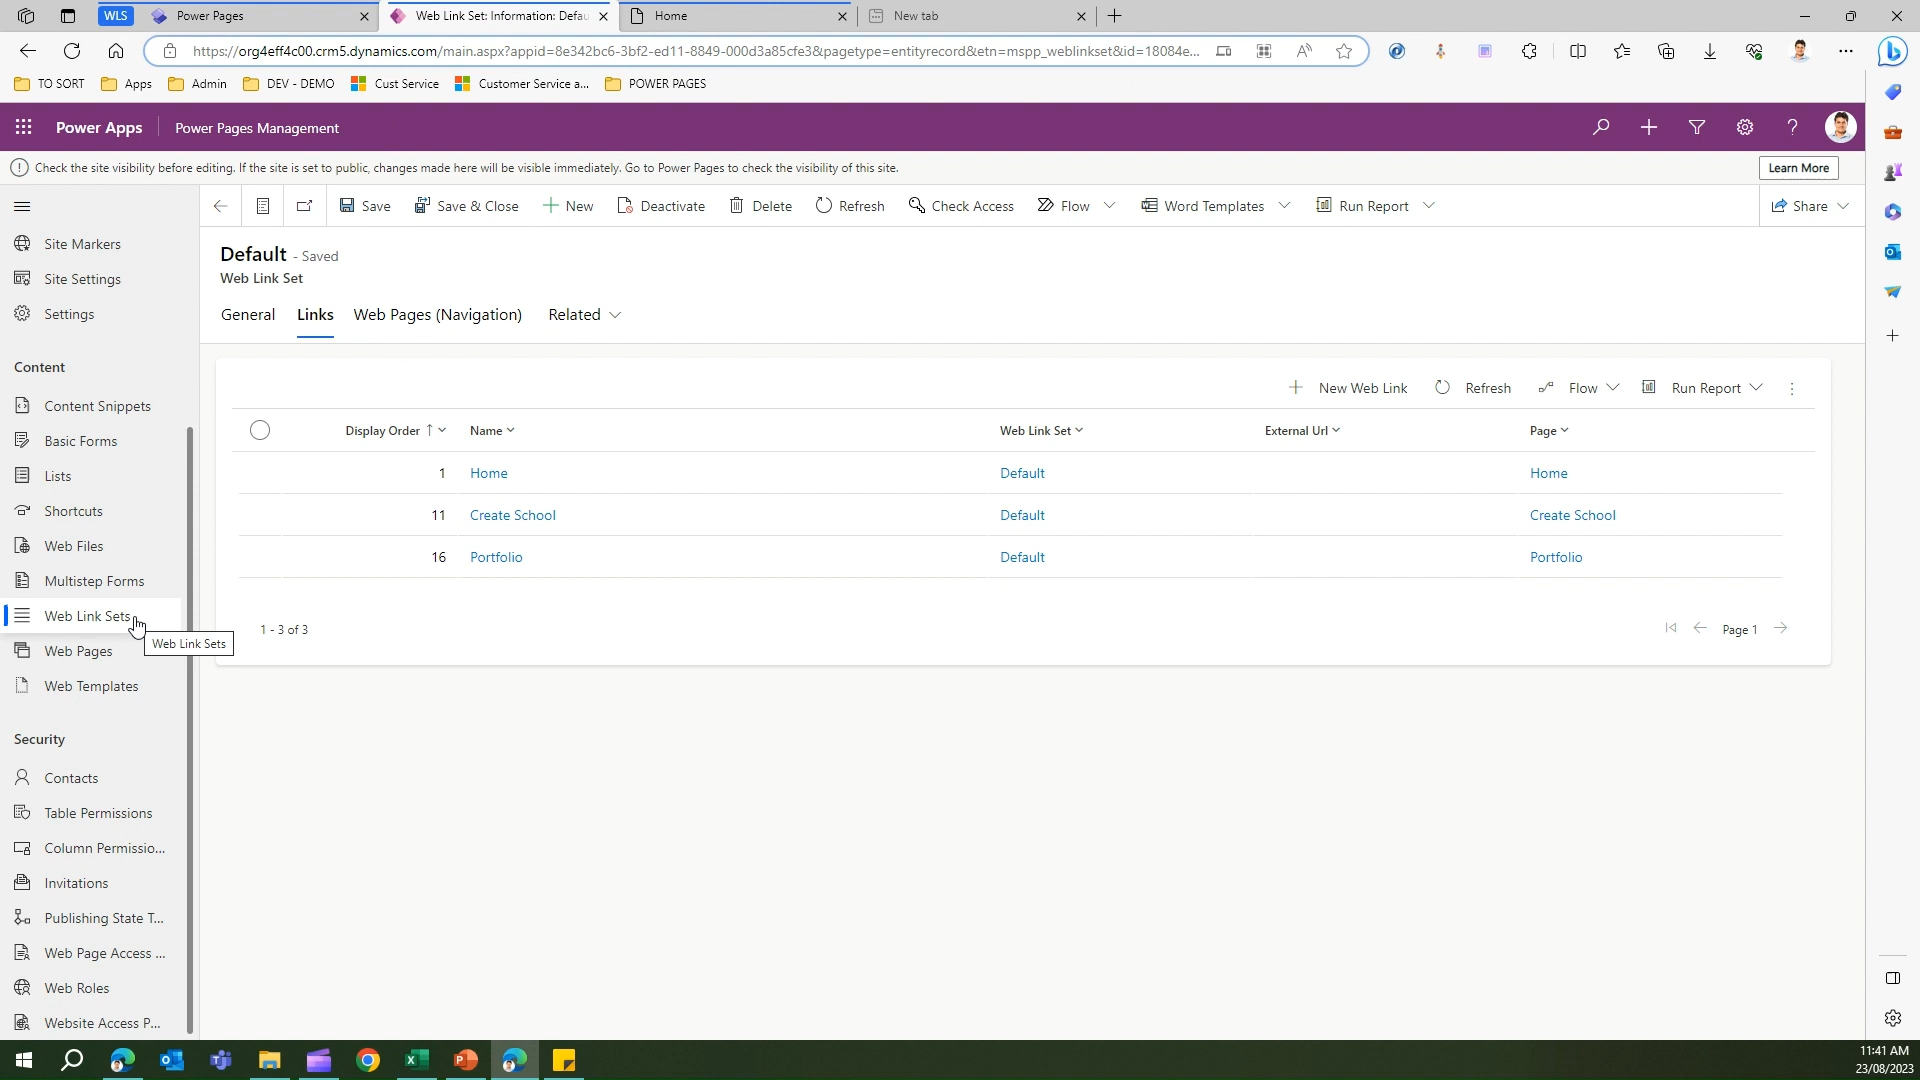 WLS
Power Pages
Web Link Set: Information: Defau
Home
New tab
https://org4eff4c00.crm5.dynamics.com/main.aspx?appid=8e342bc6-3bf2-ed11-8849-000d3a85cfe3&pagetype=entityrecord&etn=mspp_weblinkset&id=18084e...
TO SORT
Apps
Admin
DEV - DEMO
Cust Service
Customer Service a...
POWER PAGES
Power Apps
Power Pages Management
Check the site visibility before editing. If the site is set to public, changes made here will be visible immediately. Go to Power Pages to check the visibility of this site.
Learn More
Save
Save & Close
New
Deactivate
Delete
Refresh
Check Access
Flow
Word Templates
Run Report
Share
Site Markers
Site Settings
Settings
Content
Content Snippets
Basic Forms
Lists
Shortcuts
Web Files
Multistep Forms
Web Link Sets
Web Link Sets
Web Pages
Web Templates
Security
Contacts
Table Permissions
Column Permissio...
Invitations
Publishing State T...
Web Page Access ...
Web Roles
Website Access P...
Default - Saved
Web Link Set
General
Links
Web Pages (Navigation)
Related
New Web Link
Refresh
Flow
Run Report
Display Order
Name
Web Link Set
External Url
Page
1 Home Default Home
11 Create School Default Create School
16 Portfolio Default Portfolio
1 - 3 of 3
Page 1
11:41 AM
23/08/2023